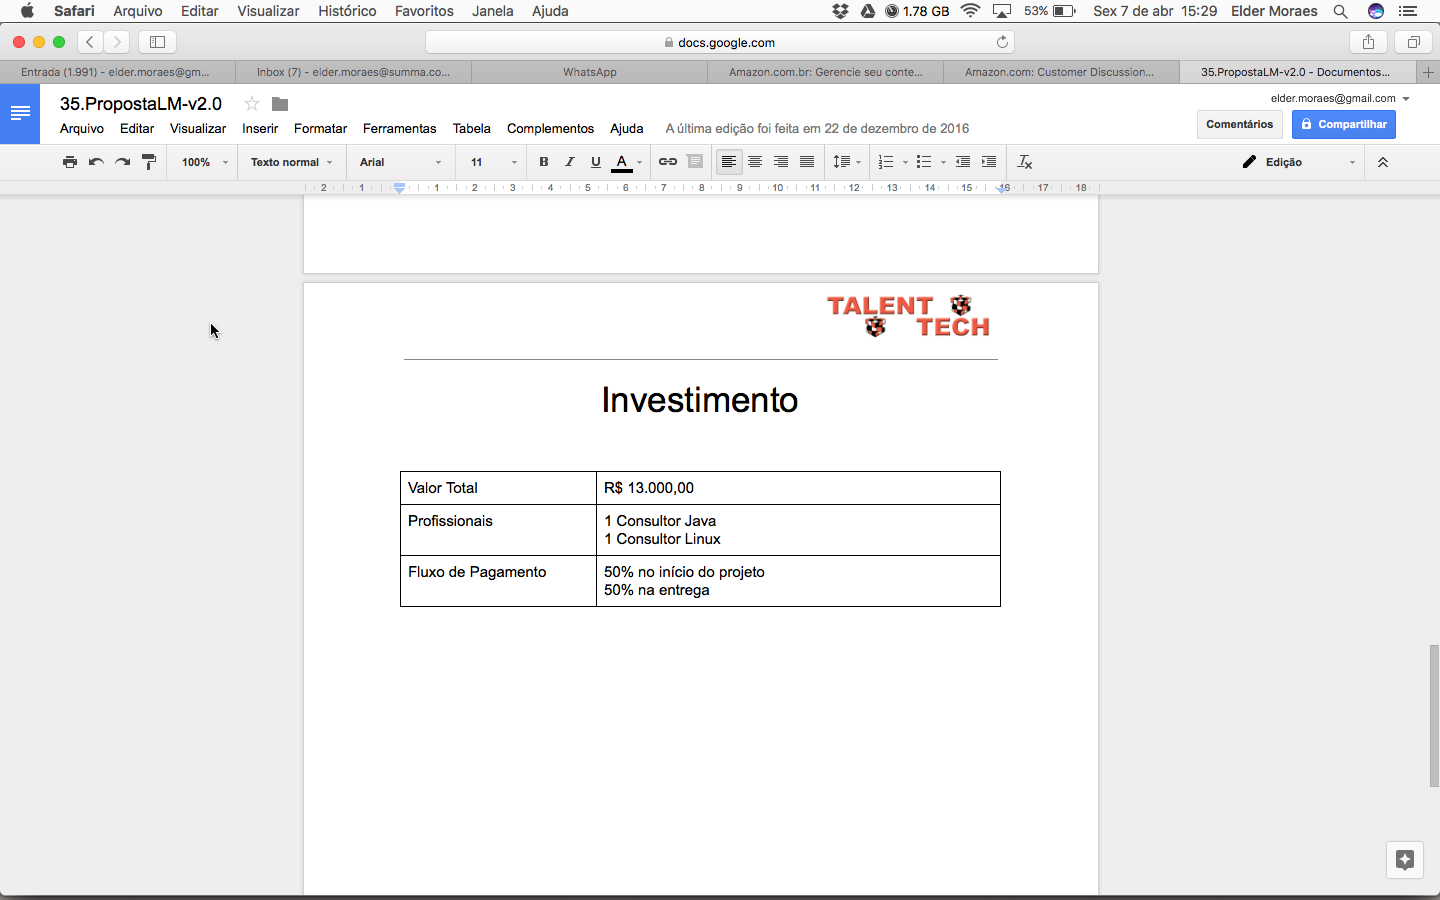 Safari Arquivo Editar Visualizar Histórico Favoritos Janela Ajuda 1.78 GB 53% Sex 7 de abr 15:29 Elder Moraes
docs.google.com
Entrada (1.991) - elder.moraes@gm... Inbox (7) - elder.moraes@summa.co... WhatsApp Amazon.com.br: Gerencie seu conte... Amazon.com: Customer Discussion... 35.PropostaLM-v2.0 - Documentos...
35.PropostaLM-v2.0 elder.moraes@gmail.com
Arquivo Editar Visualizar Inserir Formatar Ferramentas Tabela Complementos Ajuda A última edição foi feita em 22 de dezembro de 2016 Comentários Compartilhar
100% Texto normal Arial 11 B I U A Edição
2 1 1 2 3 4 5 6 7 8 9 10 11 12 13 14 15 16 17 18
TALENT
TECH
Investimento
Valor Total R$ 13.000,00
Profissionais 1 Consultor Java
1 Consultor Linux
Fluxo de Pagamento 50% no início do projeto
50% na entrega